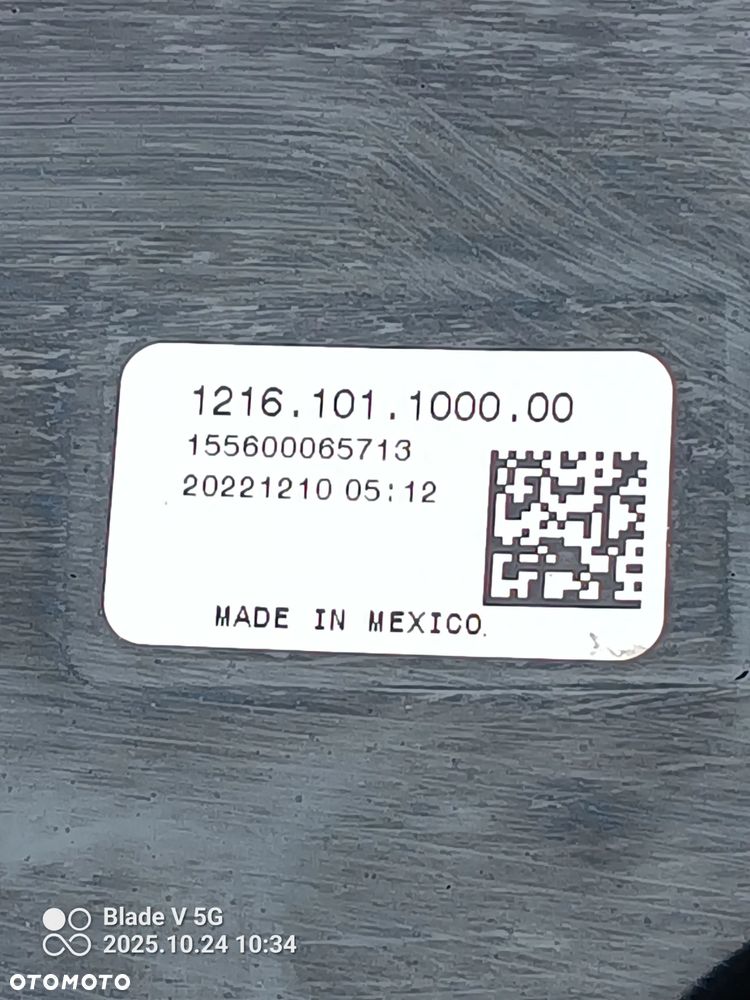 1216.101.1000.00
155600065713
20221210 05:12
MADE IN MEXICO.
Blade V 5G
2025.10.24 10:34
OTOMOTO